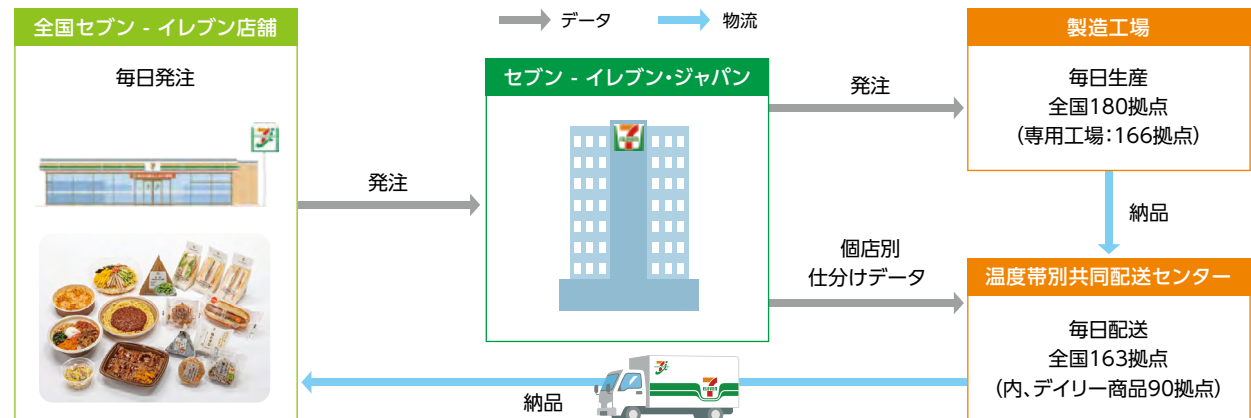 全国セブン - イレブン店舗
毎日発注
データ
物流
発注
セブン - イレブン・ジャパン
発注
個店別
仕分けデータ
製造工場
毎日生産
全国180拠点
（専用工場：166拠点）
納品
温度帯別共同配送センター
毎日配送
全国163拠点
（内、デイリー商品90拠点）
納品